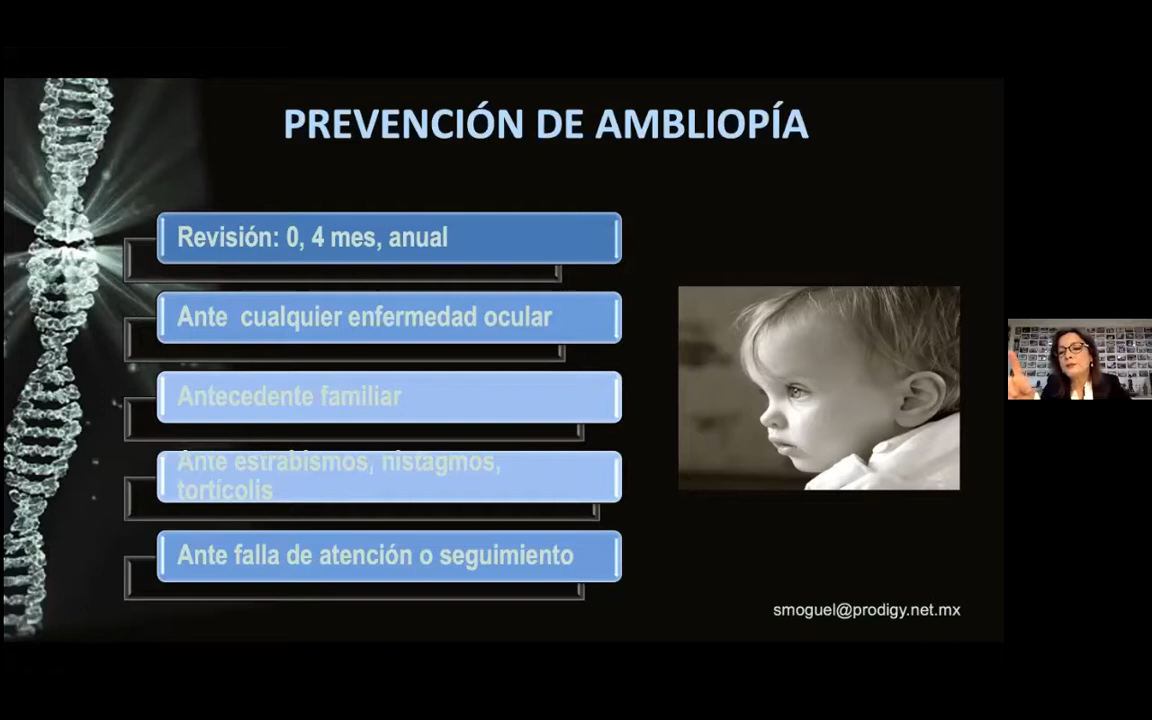 PREVENCIÓN DE AMBLIOPÍA
Revisión: 0, 4 mes, anual
Ante cualquier enfermedad ocular
Antecedente familiar
Ante estrabismos, nistagmos,
tortícolis
Ante falla de atención o seguimiento
smoguel@prodigy.net.mx